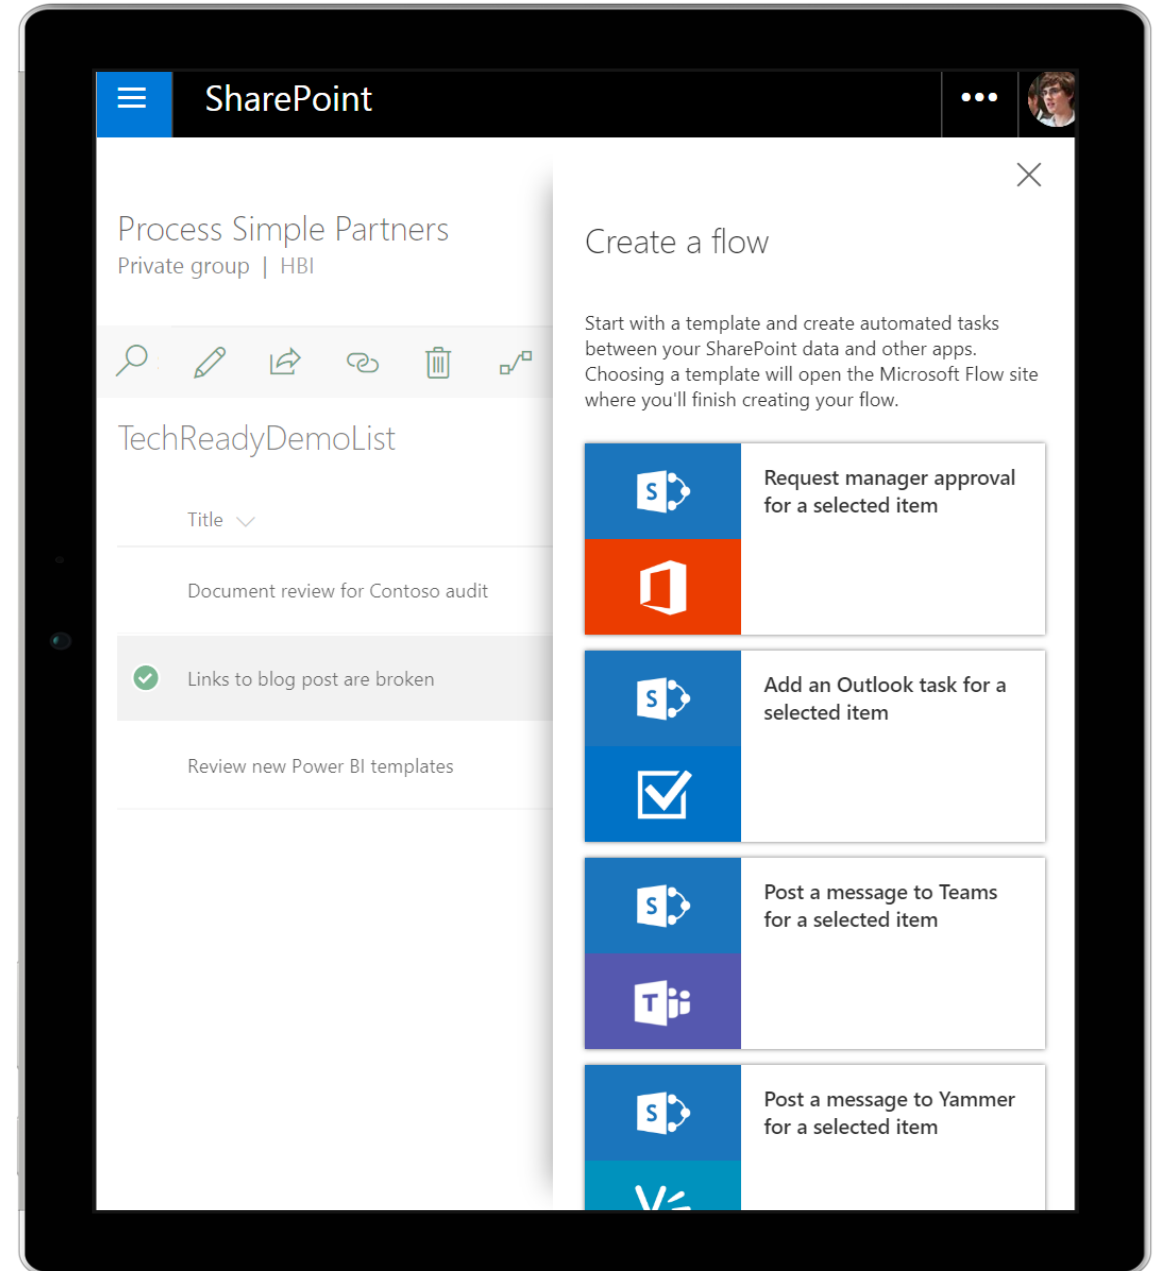 SharePoint
Process Simple Partners
Private group | HBI
TechReadyDemoList
Title
Document review for Contoso audit
Links to blog post are broken
Review new Power BI templates
Create a flow
Start with a template and create automated tasks
between your SharePoint data and other apps.
Choosing a template will open the Microsoft Flow site
where you'll finish creating your flow.
S
Request manager approval
for a selected item
S
Add an Outlook task for a
selected item
S
T
Post a message to Teams
for a selected item
S
Post a message to Yammer
for a selected item